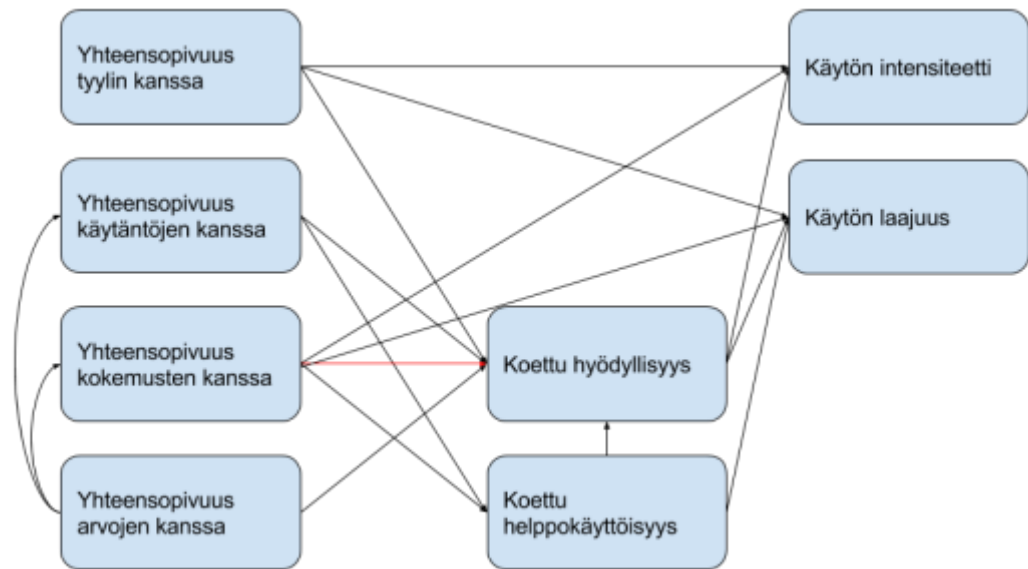 Yhteensopivuus
tyylin kanssa
Käytön intensiteetti
Yhteensopivuus
käytäntöjen kanssa
Käytön laajuus
Yhteensopivuus
kokemusten kanssa
Koettu hyödyllisyys
Yhteensopivuus
arvojen kanssa
Koettu
helppokäyttöisyys